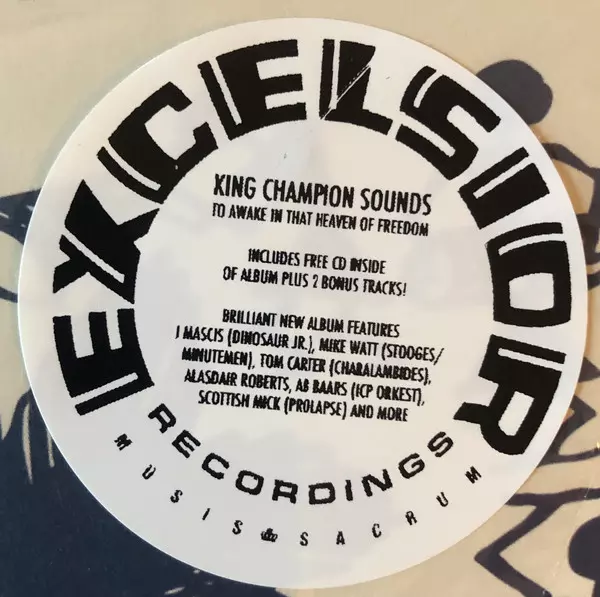 EXCELSIOR
KING CHAMPION SOUNDS
TO AWAKE IN THAT HEAVEN OF FREEDOM
INCLUDES FREE CD INSIDE
OF ALBUM PLUS 2 BONUS TRACKS!
BRILLIANT NEW ALBUM FEATURES
J MASCIS (DINOSAUR JR.), MIKE WATT (STOOGES/
MINUTEMEN), TOM CARTER (CHARALAMBIDES),
ALASDAIR ROBERTS, AB BAARS (ICP ORKEST),
SCOTTISH MICK (PROLAPSE) AND MORE
RECORDINGS
MUSIS SACRUM